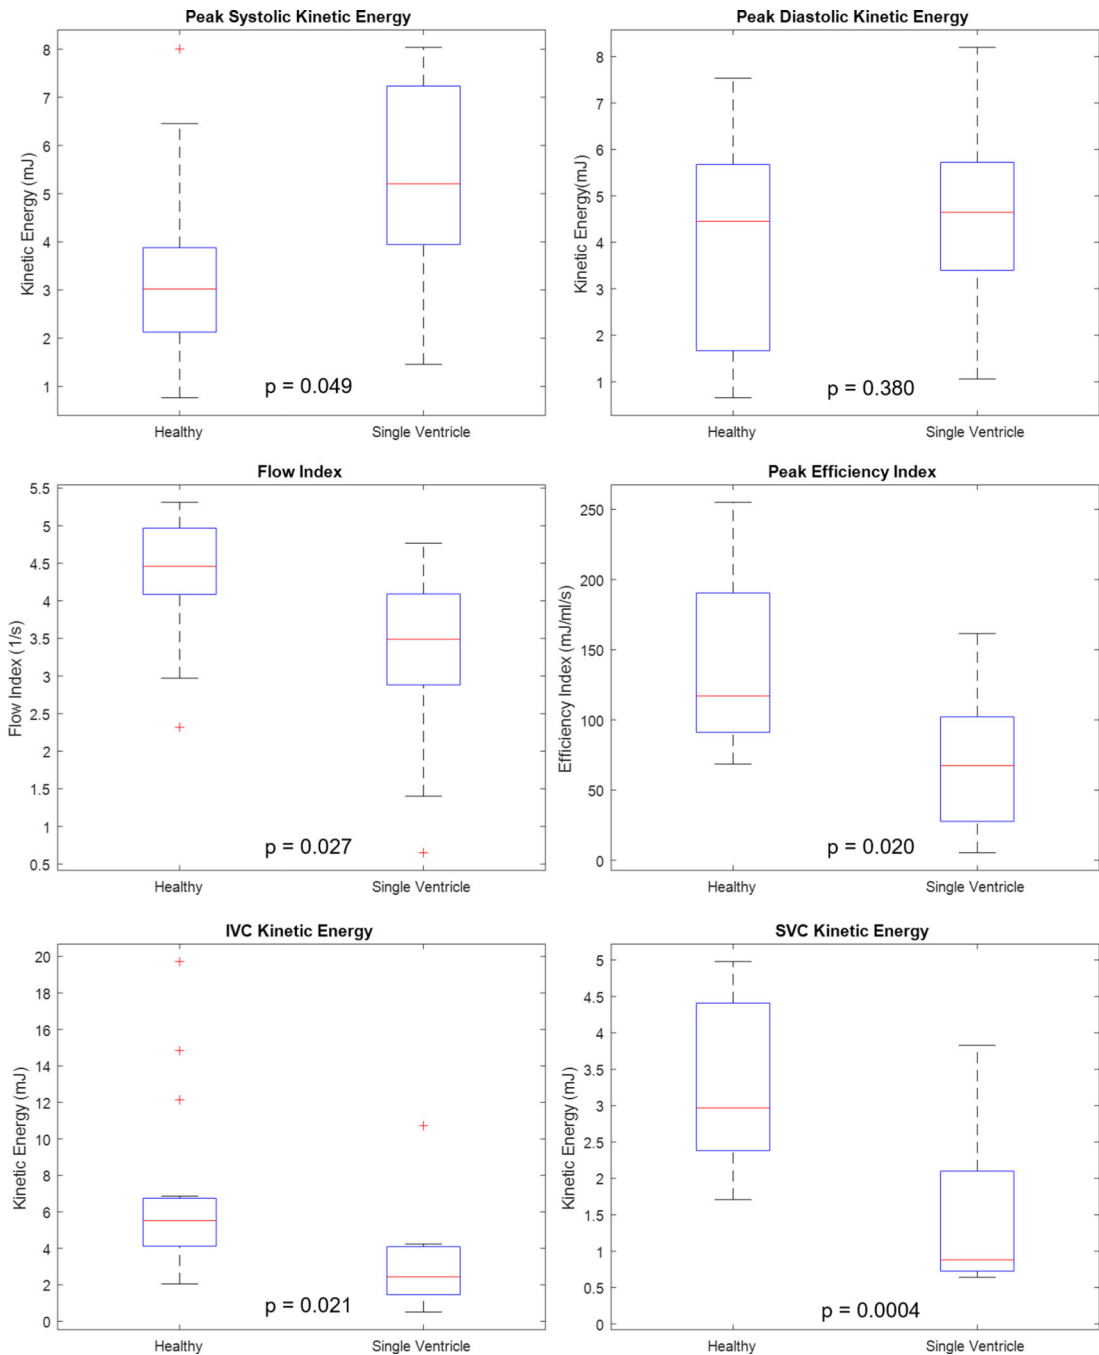 Peak Systolic Kinetic Energy
Kinetic Energy (mJ)
8
7
6
5
4
3
2
1
p = 0.049
Healthy
Single Ventricle
Peak Diastolic Kinetic Energy
Kinetic Energy(mJ)
8
7
6
5
4
3
2
1
p = 0.380
Healthy
Single Ventricle
Flow Index
Flow Index (1/s)
5.5
5
4.5
4
3.5
3
2.5
2
1.5
1
0.5
p = 0.027
Healthy
Single Ventricle
Peak Efficiency Index
Efficiency Index (mJ/ml/s)
250
200
150
100
50
0
p = 0.020
Healthy
Single Ventricle
IVC Kinetic Energy
Kinetic Energy (mJ)
20
18
16
14
12
10
8
6
4
2
0
p = 0.021
Healthy
Single Ventricle
SVC Kinetic Energy
Kinetic Energy (mJ)
5
4.5
4
3.5
3
2.5
2
1.5
1
0.5
0
p = 0.0004
Healthy
Single Ventricle